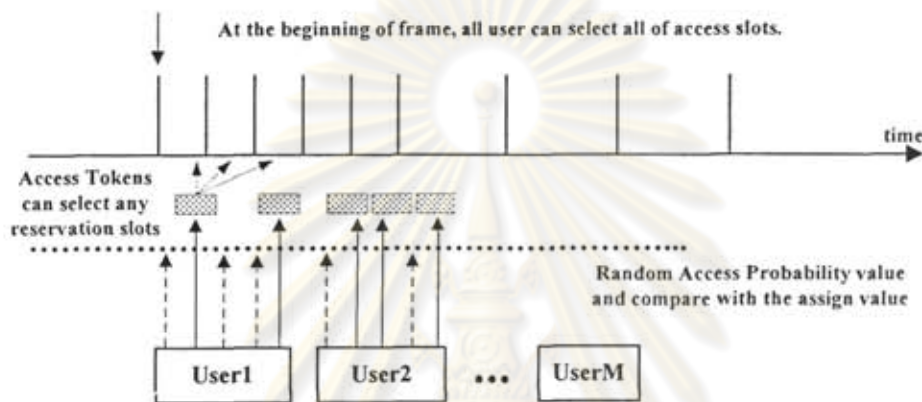 At the beginning of frame, all user can select all of access slots.
time
Access Tokens
can select any
reservation slots
Random Access Probability value
and compare with the assign value
User1
User2
•••
UserM